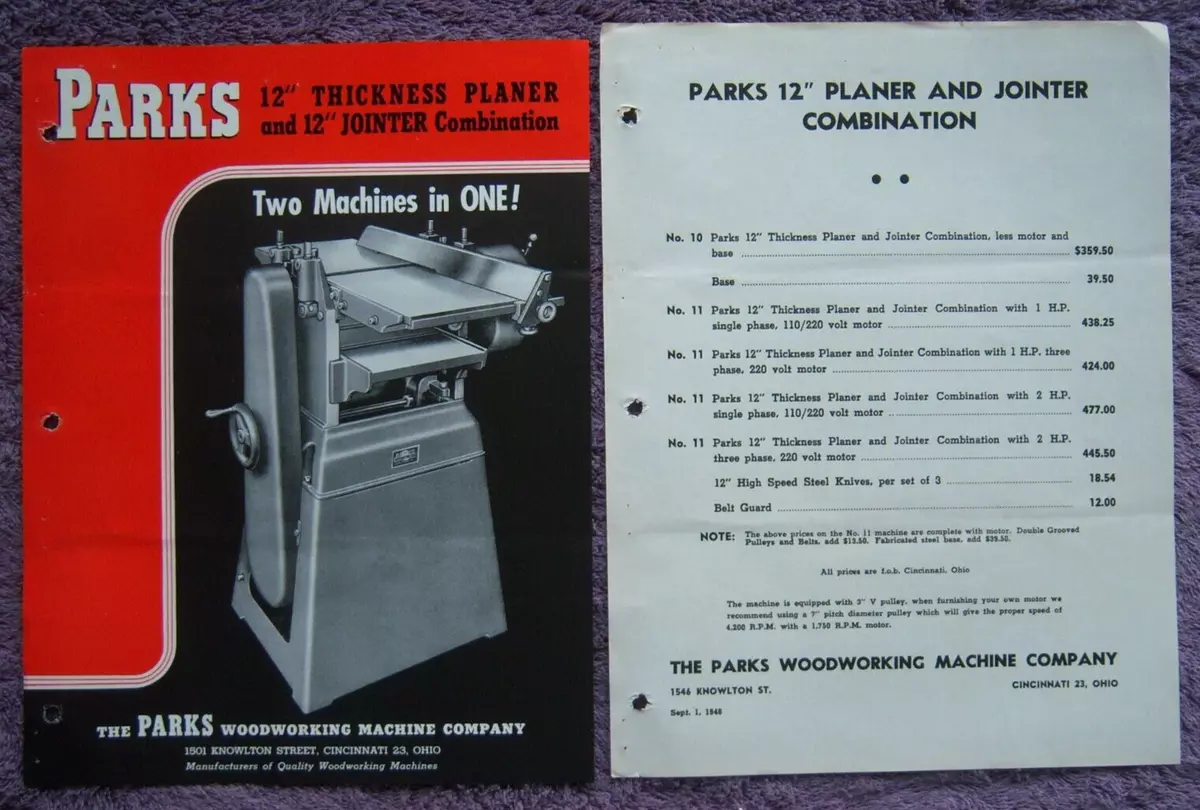 PARKS 12" THICKNESS PLANER
and 12" JOINTER Combination
Two Machines in ONE!
THE PARKS WOODWORKING MACHINE COMPANY
1501 KNOWLTON STREET, CINCINNATI 23, OHIO
Manufacturers of Quality Woodworking Machines
PARKS 12" PLANER AND JOINTER
COMBINATION
No. 10 Parks 12" Thickness Planer and Jointer Combination, less motor and
base $359.50
Base 39.50
No. 11 Parks 12" Thickness Planer and Jointer Combination with 1 H.P.
single phase, 110/220 volt motor 438.25
No. 11 Parks 12" Thickness Planer and Jointer Combination with 1 H.P. three
phase, 220 volt motor 424.00
No. 11 Parks 12" Thickness Planer and Jointer Combination with 2 H.P.
single phase, 110/220 volt motor 477.00
No. 11 Parks 12" Thickness Planer and Jointer Combination with 2 H.P.
three phase, 220 volt motor 445.50
12" High Speed Steel Knives, per set of 3 18.54
Belt Guard 12.00
NOTE: The above prices on the No. 11 machine are complete with motor. Double Grooved
Pulleys and Belts, add $13.50. Fabricated steel base, add $39.50.
All prices are f.o.b. Cincinnati, Ohio
The machine is equipped with 3" V pulley, when furnishing your own motor we
recommend using a 7" pitch diameter pulley which will give the proper speed of
4,200 R.P.M. with a 1,750 R.P.M. motor.
THE PARKS WOODWORKING MACHINE COMPANY
1546 KNOWLTON ST. CINCINNATI 23, OHIO
Sept. 1, 1948